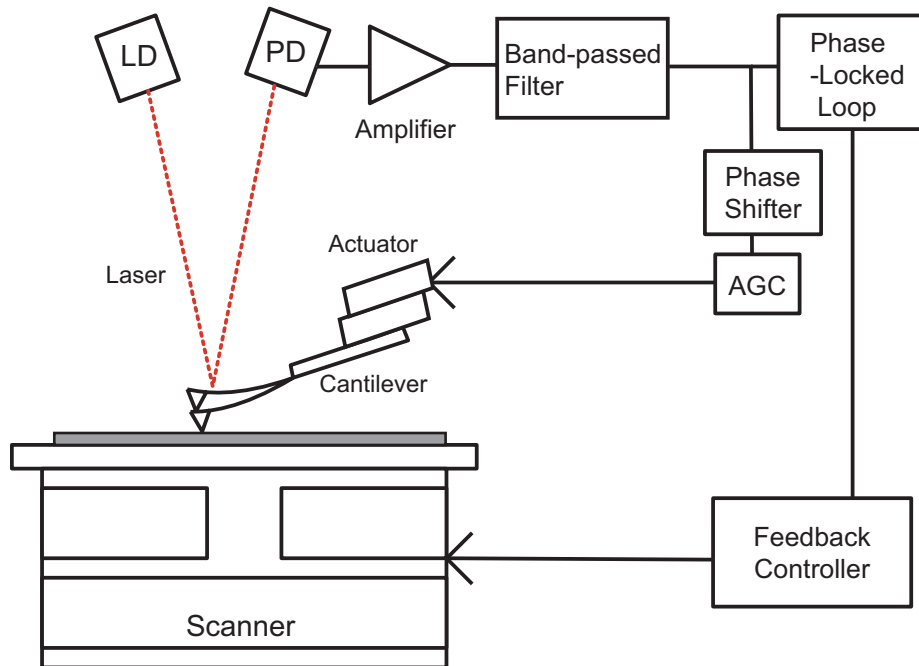 LD
PD
Amplifier
Band-passed
Filter
Phase
-Locked
Loop
Phase
Shifter
AGC
Actuator
Laser
Cantilever
Feedback
Controller
Scanner